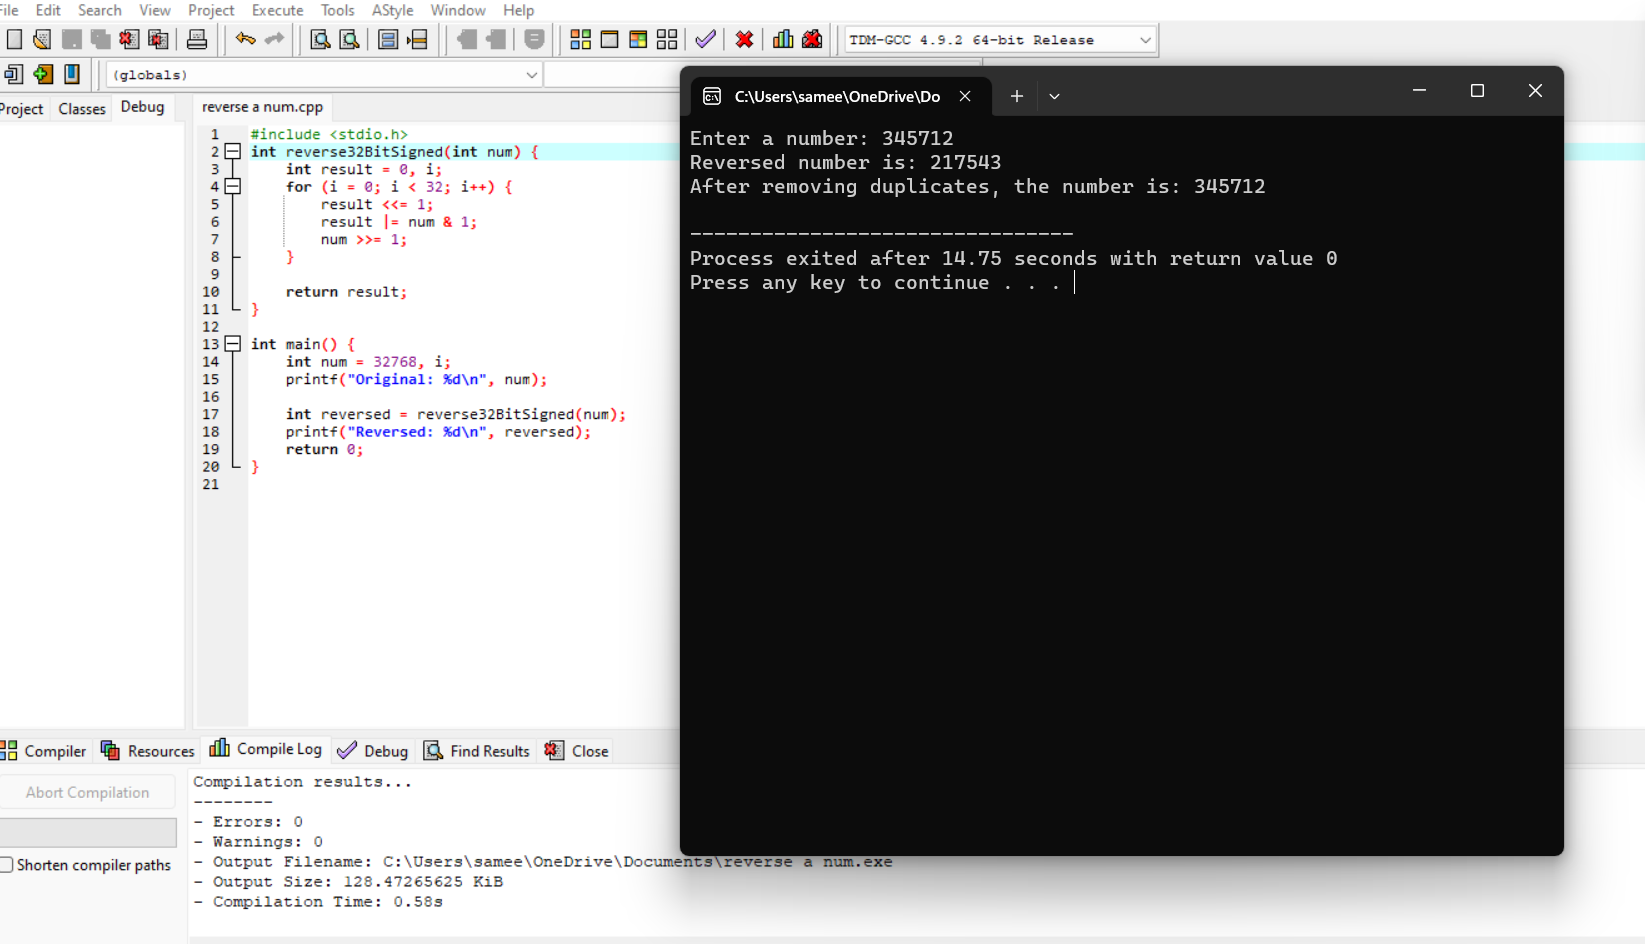 File Edit Search View Project Execute Tools AStyle Window Help
TDM-GCC 4.9.2 64-bit Release
(globals)
Project Classes Debug
reverse a num.cpp
1 #include <stdio.h>
2 int reverse32BitSigned(int num) {
3 int result = 0, i;
4 for (i = 0; i < 32; i++) {
5 result <<= 1;
6 result |= num & 1;
7 num >>= 1;
8 }
9
10 return result;
11 }
12
13 int main() {
14 int num = 32768, i;
15 printf("Original: %d\n", num);
16
17 int reversed = reverse32BitSigned(num);
18 printf("Reversed: %d\n", reversed);
19 return 0;
20 }
21
C:\Users\samee\OneDrive\Do
Enter a number: 345712
Reversed number is: 217543
After removing duplicates, the number is: 345712
--------------------------------
Process exited after 14.75 seconds with return value 0
Press any key to continue . . .
Compiler Resources Compile Log Debug Find Results Close
Abort Compilation
Shorten compiler paths
Compilation results...
--------
- Errors: 0
- Warnings: 0
- Output Filename: C:\Users\samee\OneDrive\Documents\reverse a num.exe
- Output Size: 128.47265625 KiB
- Compilation Time: 0.58s